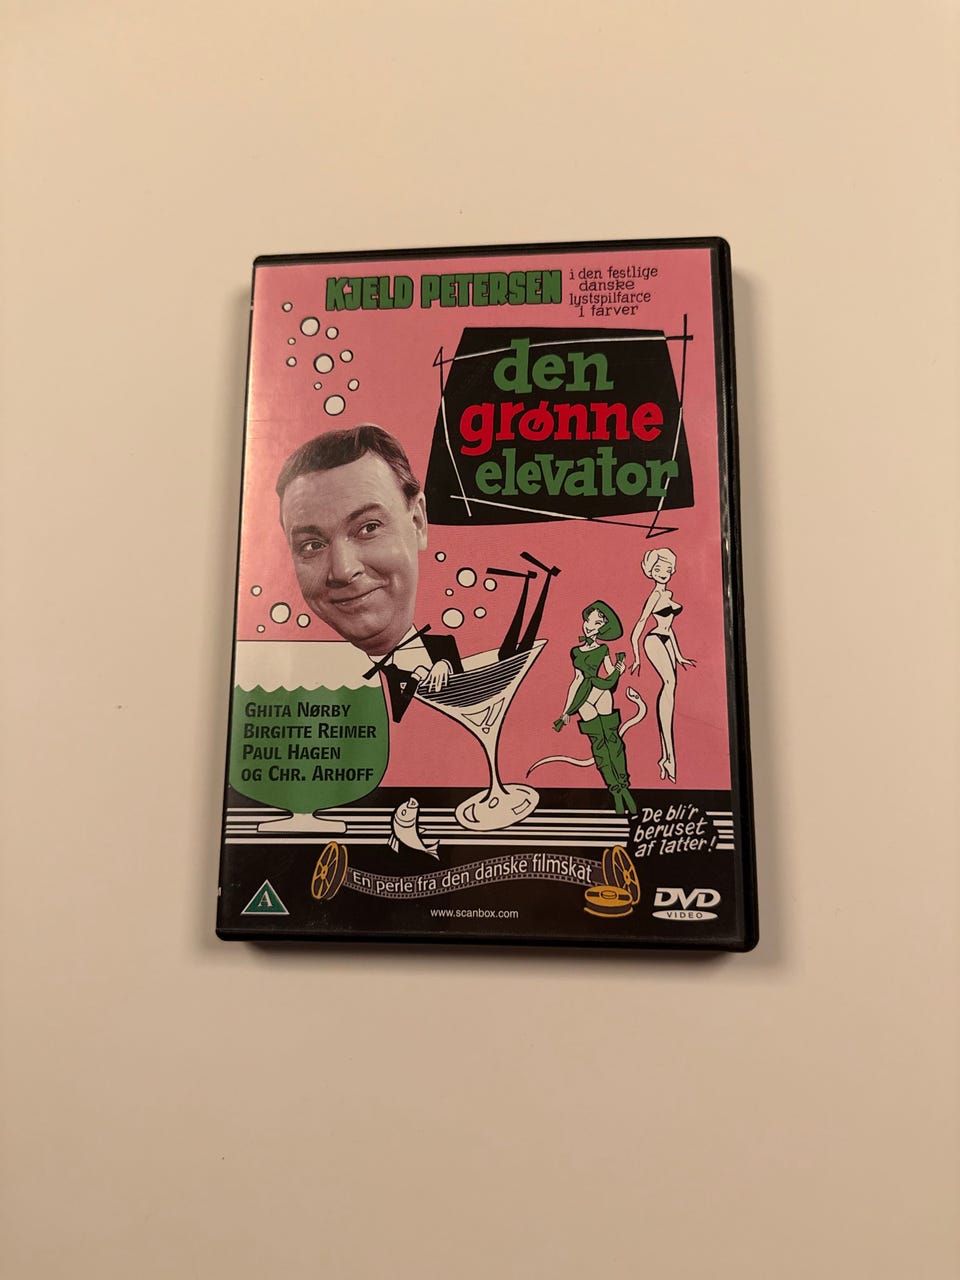 KJELD PETERSEN
i den festlige
danske
lystspilfarce
i farver
den
grønne
elevator
GHITA NØRBY
BIRGITTE REIMER
PAUL HAGEN
OG CHR. ARHOFF
-De bli'r
beruset
af latter!
En perle fra den danske filmskat
A
www.scanbox.com
DVD
VIDEO